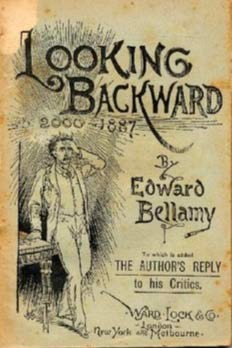 LOOKING
BACKWARD
2000-1887
By
Edward
Bellamy
To which is added
THE AUTHOR'S REPLY
to his Critics.
WARD. LOCK & CO.
-London-
New York and Melbourne-